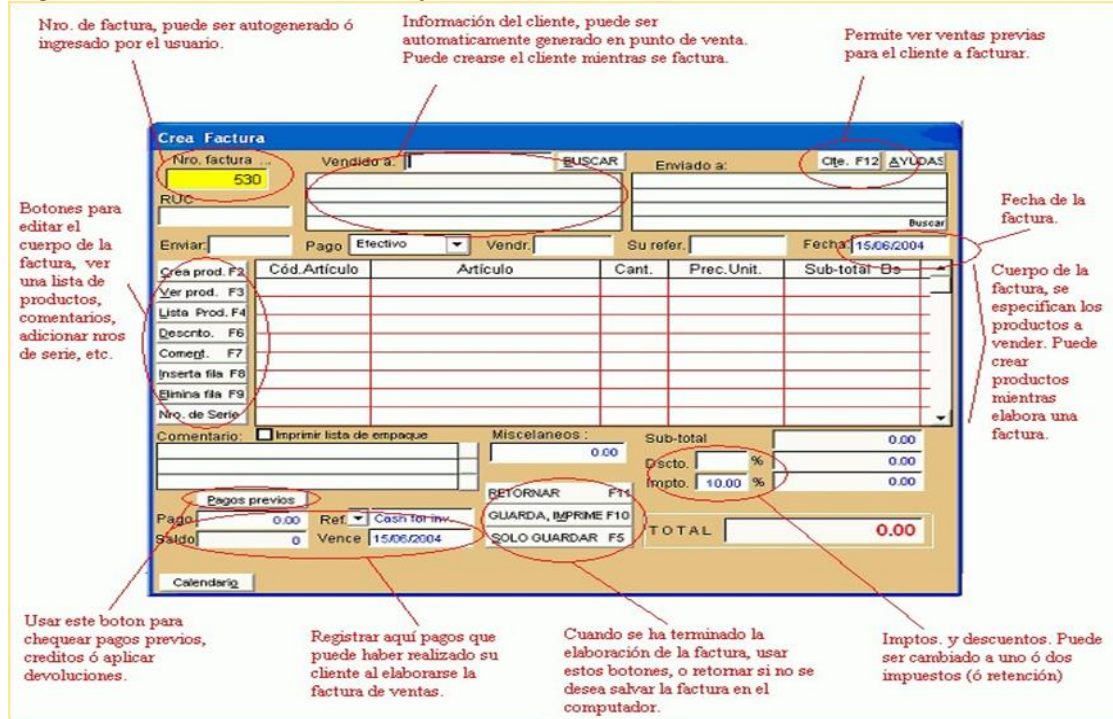 Nro. de factura, puede ser autogenerado ó
ingresado por el usuario.
Información del cliente, puede ser
automaticamente generado en punto de venta.
Puede crearse el cliente mientras se factura.
Permite ver ventas previas
para el cliente a facturar.
Crea Factura
Nro. factura ...
530
Vendido a:
BUSCAR
Enviado a:
Clte. F12
AYUDAS
RUC
Buscar
Enviar:
Pago
Efectivo
Vendr.
Su refer.
Fecha:
15/06/2004
Botones para
editar el
cuerpo de la
factura, ver
una lista de
productos,
comentarios,
adicionar nros
de serie, etc.
Fecha de la
factura.
Cuerpo de la
factura, se
especifican los
productos a
vender. Puede
crear
productos
mientras
elabora una
factura.
Crea prod. F2
Ver prod. F3
Lista Prod. F4
Descnto. F6
Coment. F7
Inserta fila F8
Elimina fila F9
Nro. de Serie
Cód.Artículo
Artículo
Cant.
Prec.Unit.
Sub-total Bs
Comentario:
Imprimir lista de empaque
Miscelaneos :
0.00
Sub-total
0.00
Dscto.
%
0.00
Impto.
10.00
%
0.00
Pagos previos
RETORNAR F11
GUARDA, IMPRIME F10
SOLO GUARDAR F5
Pago
0.00
Ref.
Cash for inv
Saldo
0
Vence
15/06/2004
TOTAL
0.00
Calendario
Usar este boton para
chequear pagos previos,
creditos ó aplicar
devoluciones.
Registrar aquí pagos que
puede haber realizado su
cliente al elaborarse la
factura de ventas.
Cuando se ha terminado la
elaboración de la factura, usar
estos botones, o retornar si no se
desea salvar la factura en el
computador.
Imptos. y descuentos. Puede
ser cambiado a uno ó dos
impuestos (ó retención)